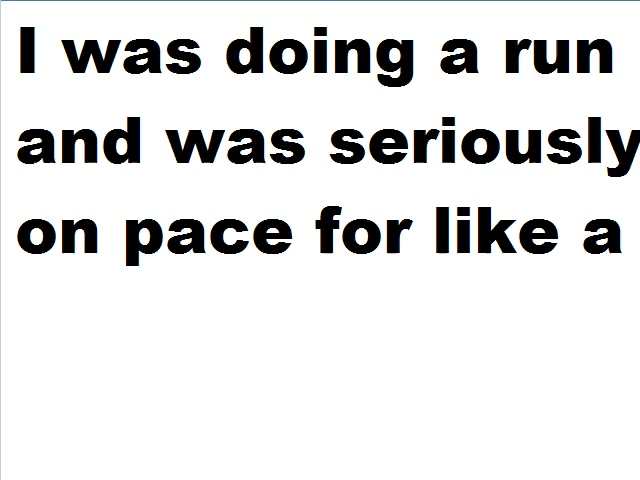 I was doing a run
and was seriously
on pace for like a